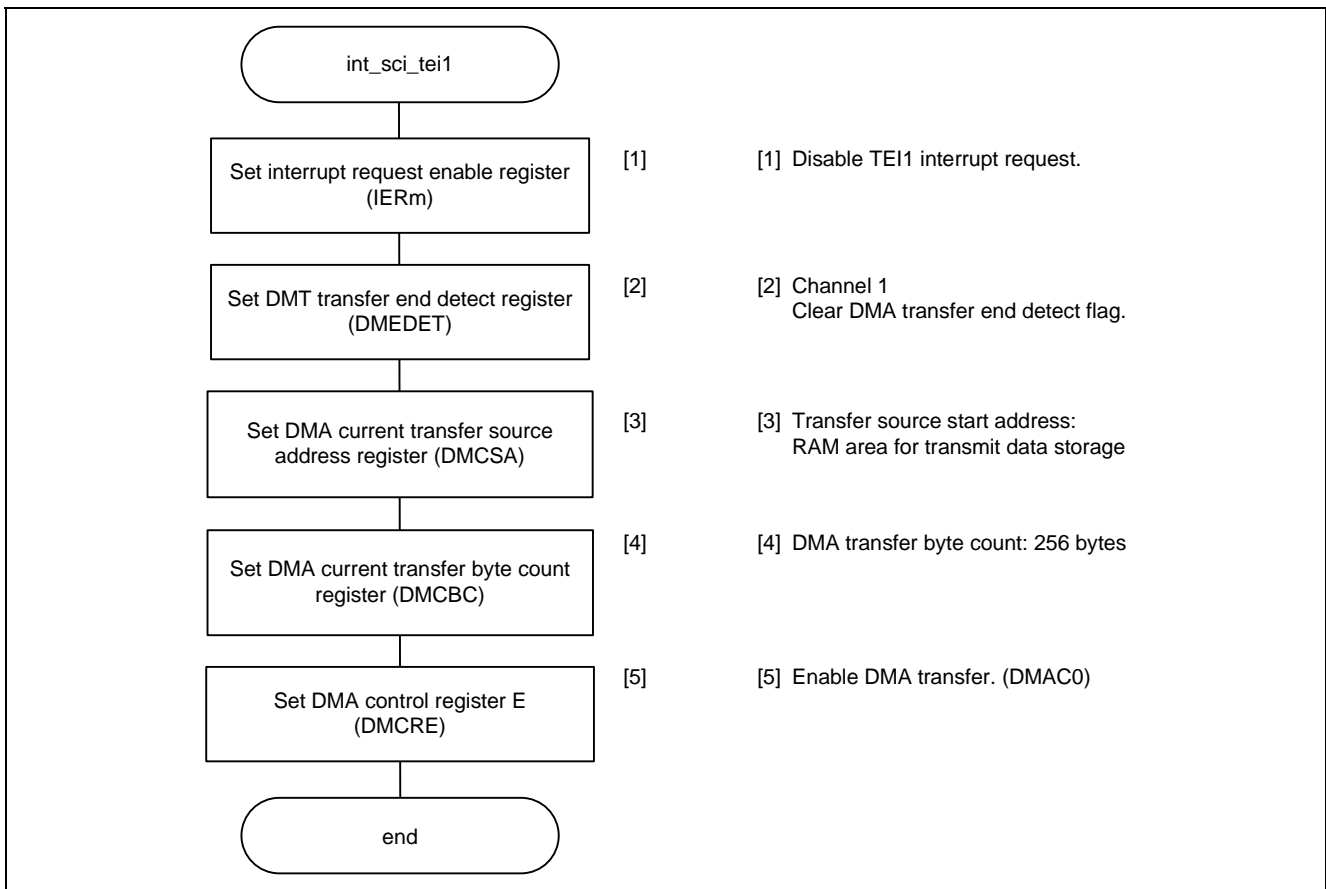 int_sci_tei1
Set interrupt request enable register
(IERm)
[1]
[1] Disable TEI1 interrupt request.
Set DMT transfer end detect register
(DMEDET)
[2]
[2] Channel 1
Clear DMA transfer end detect flag.
Set DMA current transfer source
address register (DMCSA)
[3]
[3] Transfer source start address:
RAM area for transmit data storage
Set DMA current transfer byte count
register (DMCBC)
[4]
[4] DMA transfer byte count: 256 bytes
Set DMA control register E
(DMCRE)
[5]
[5] Enable DMA transfer. (DMAC0)
end